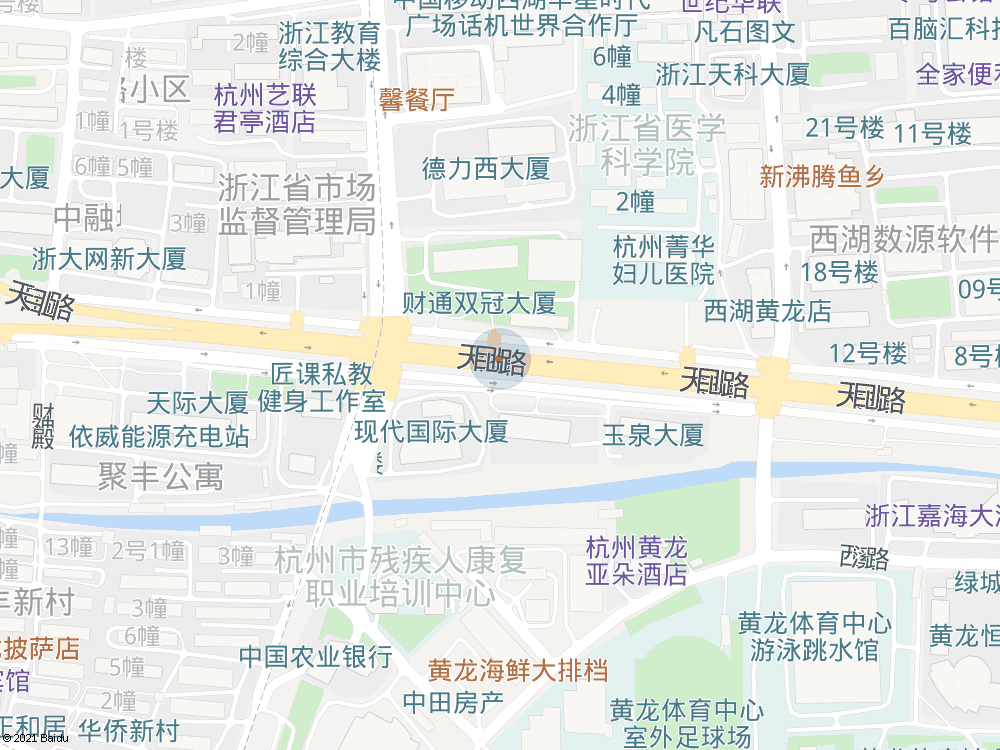 中国移动西湖车星时代
广场话机世界合作厅
世纪华联
浙江教育
综合大楼
2幢
6幢
凡石图文
百脑汇科技
浙江天科大厦
全家便利
路小区
杭州艺联
君亭酒店
馨餐厅
4幢
1幢
1号楼
浙江省医学
科学院
21号楼
11号楼
6幢
5幢
德力西大厦
新沸腾鱼乡
大厦
浙江省市场
监督管理局
2幢
中融
3幢
西湖数源软件
浙大网新大厦
杭州菁华
妇儿医院
18号楼
1幢
09号
财通双冠大厦
西湖黄龙店
天目山路
天目山路
12号楼
8号楼
匠课私教
健身工作室
天目山路
天目山路
财神殿
天际大厦
依威能源充电站
现代国际大厦
玉泉大厦
聚丰公寓
浙江嘉海大酒
13幢
2号1幢
3幢
杭州市残疾人康复
职业培训中心
杭州黄龙
亚朵酒店
西溪路
丰新村
3幢
绿城
6幢
黄龙体育中心
游泳跳水馆
黄龙恒
披萨店
5幢
中国农业银行
黄龙海鲜大排档
宾馆
2幢
中田房产
黄龙体育中心
室外足球场
正和居
华侨新村
© 2021 Baidu